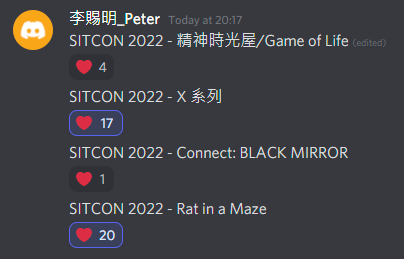 李賜明_Peter Today at 20:17
SITCON 2022 - 精神時光屋/Game of Life (edited)
4
SITCON 2022 - X 系列
17
SITCON 2022 - Connect: BLACK MIRROR
1
SITCON 2022 - Rat in a Maze
20